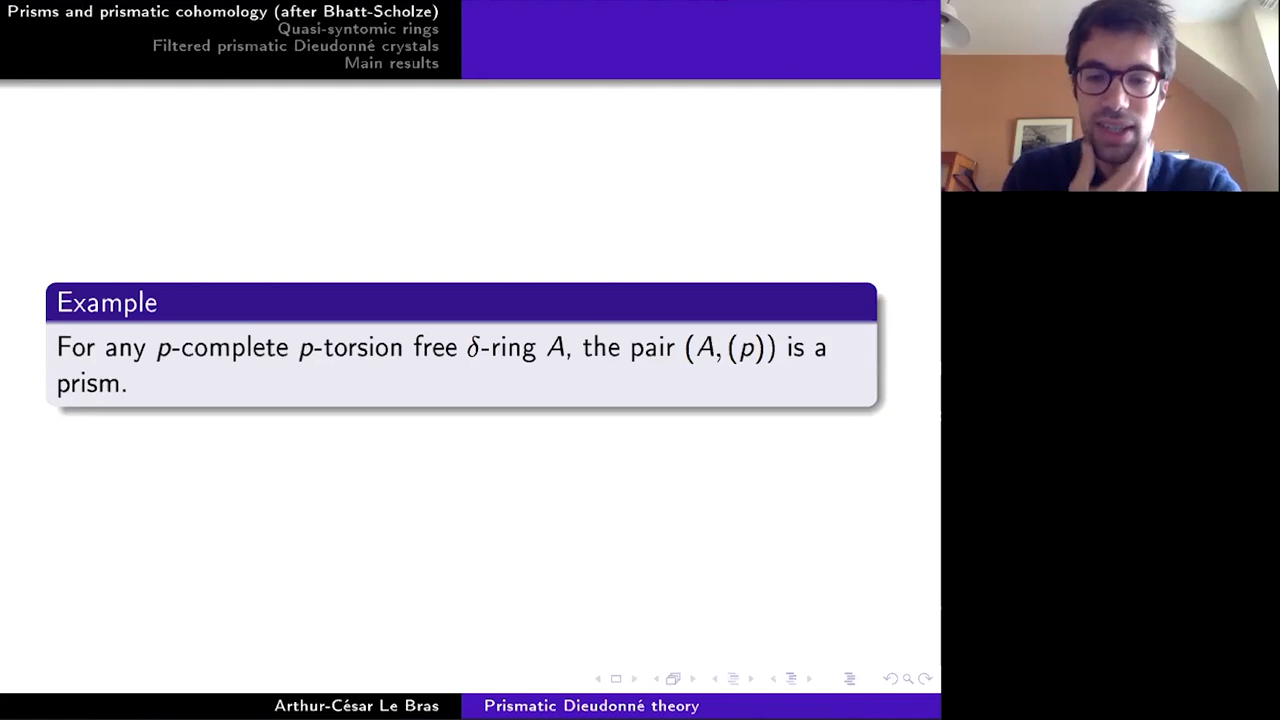 Prisms and prismatic cohomology (after Bhatt-Scholze)
Quasi-syntomic rings
Filtered prismatic Dieudonné crystals
Main results
Example
For any p-complete p-torsion free δ-ring A, the pair (A, (p)) is a
prism.
Arthur-César Le Bras
Prismatic Dieudonné theory